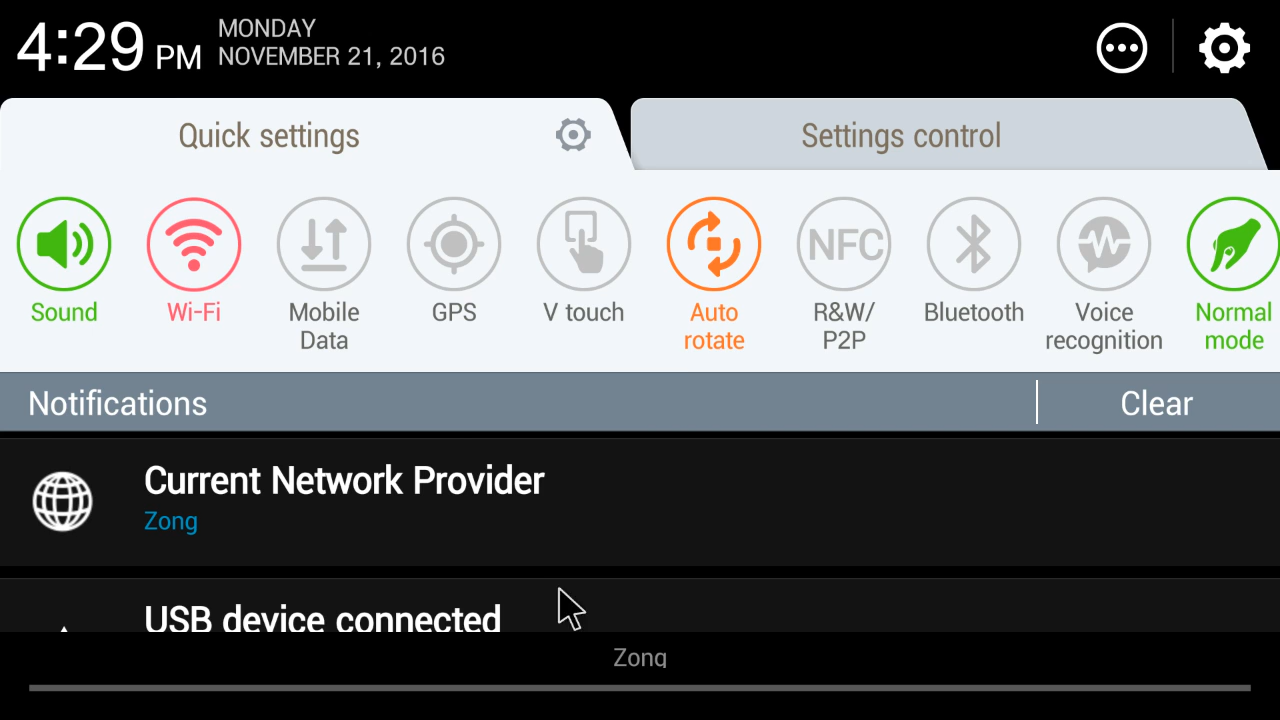 4:29 PM
MONDAY
NOVEMBER 21, 2016
Quick settings
Settings control
Sound
Wi-Fi
Mobile
Data
GPS
V touch
Auto
rotate
NFC
R&W/
P2P
Bluetooth
Voice
recognition
Normal
mode
Notifications
Clear
Current Network Provider
Zong
USB device connected
Zong